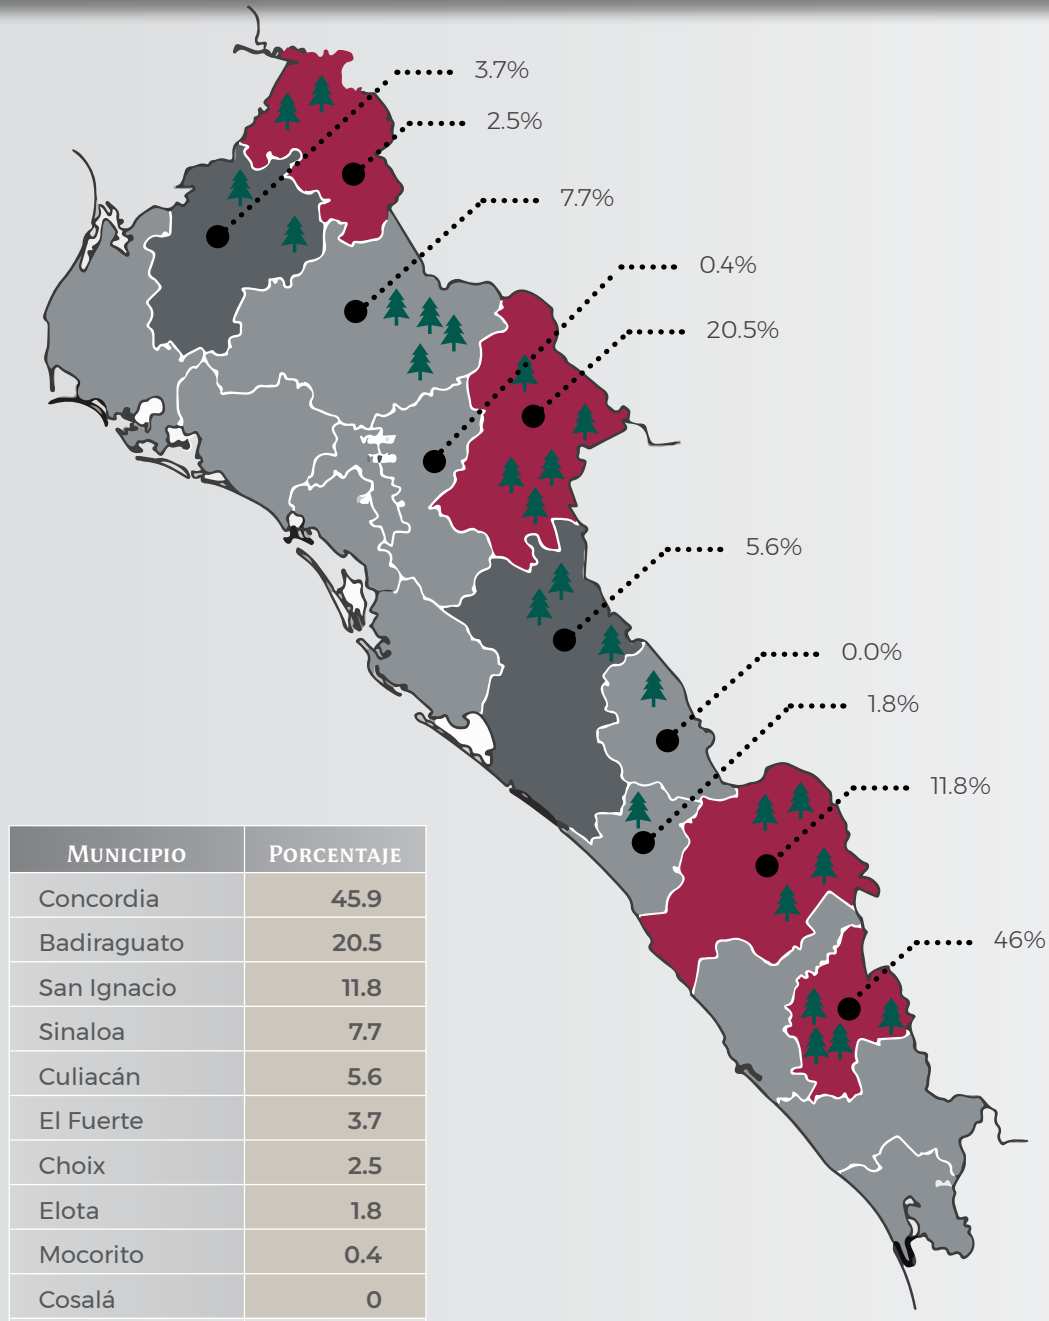 3.7%
2.5%
7.7%
0.4%
20.5%
5.6%
0.0%
1.8%
11.8%
46%
Municipio Porcentaje
Concordia 45.9
Badiraguato 20.5
San Ignacio 11.8
Sinaloa 7.7
Culiacán 5.6
El Fuerte 3.7
Choix 2.5
Elota 1.8
Mocorito 0.4
Cosalá 0